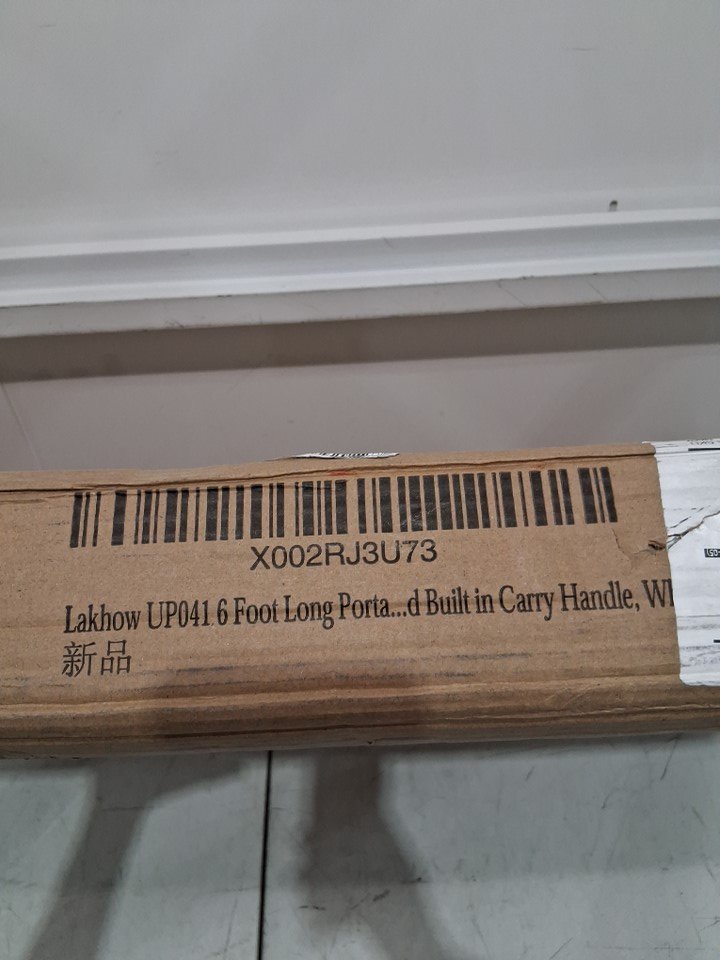 X002RJ3U73
Lakhow UP041 6 Foot Long Porta...d Built in Carry Handle,
新品